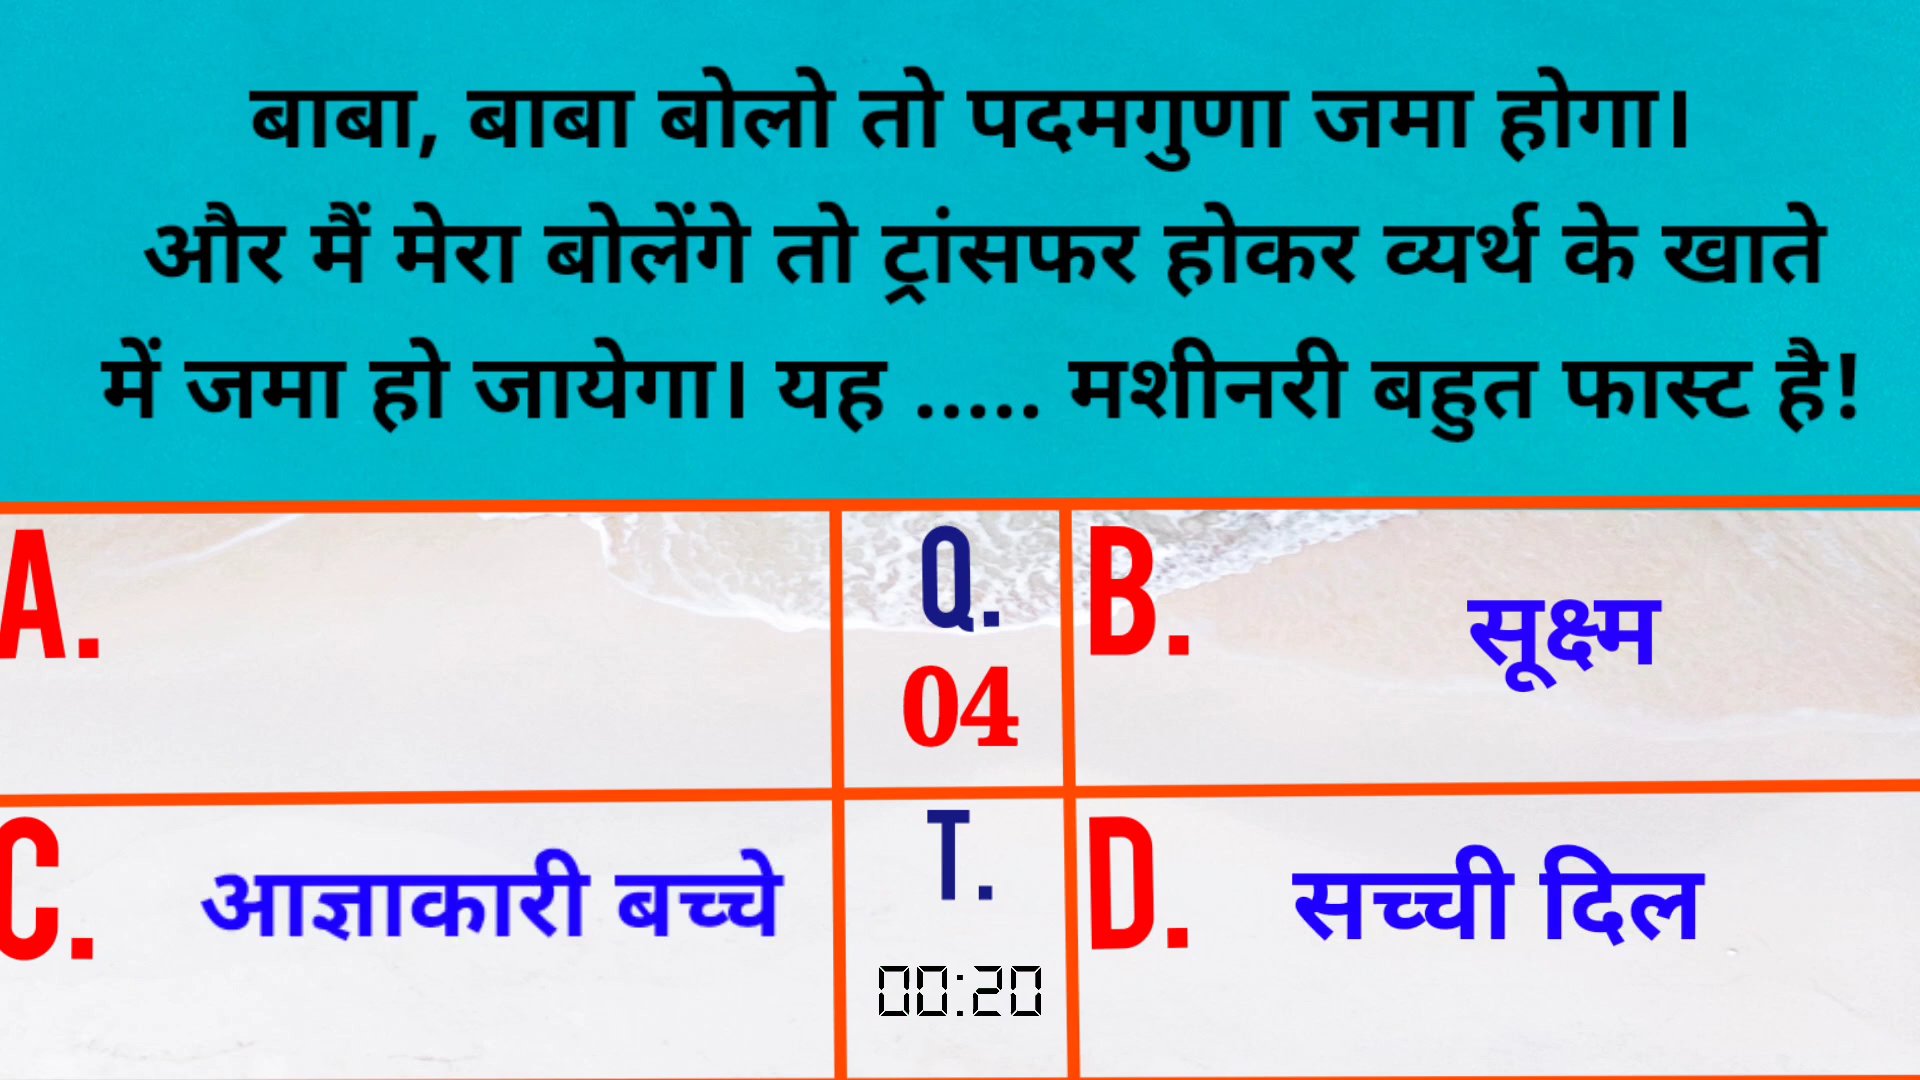 बाबा, बाबा बोलो तो पदमगुणा जमा होगा।
और मैं मेरा बोलेंगे तो ट्रांसफर होकर व्यर्थ के खाते
में जमा हो जायेगा। यह ..... मशीनरी बहुत फास्ट है!
A.
Q.
04
B.
सूक्ष्म
C.
आज्ञाकारी बच्चे
T.
00:20
D.
सच्ची दिल